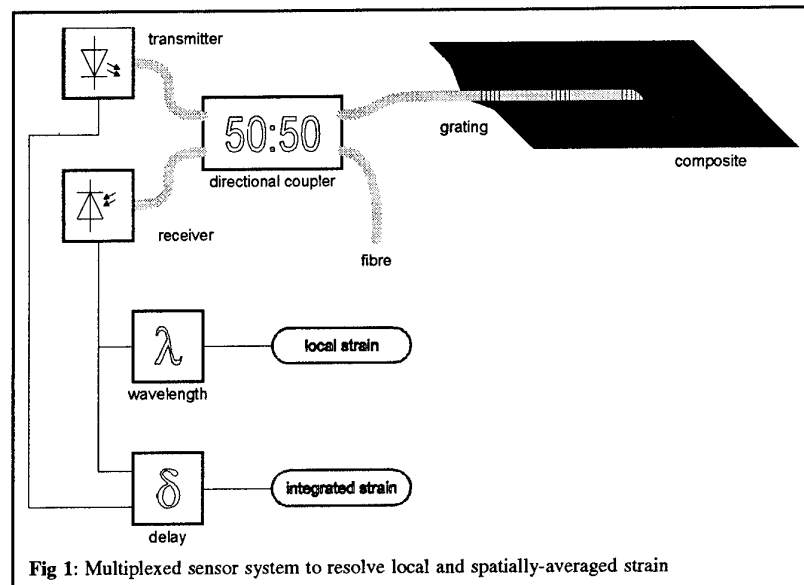 transmitter
50:50
directional coupler
grating
composite
receiver
fibre
λ
wavelength
local strain
δ
delay
integrated strain
Fig 1: Multiplexed sensor system to resolve local and spatially-averaged strain